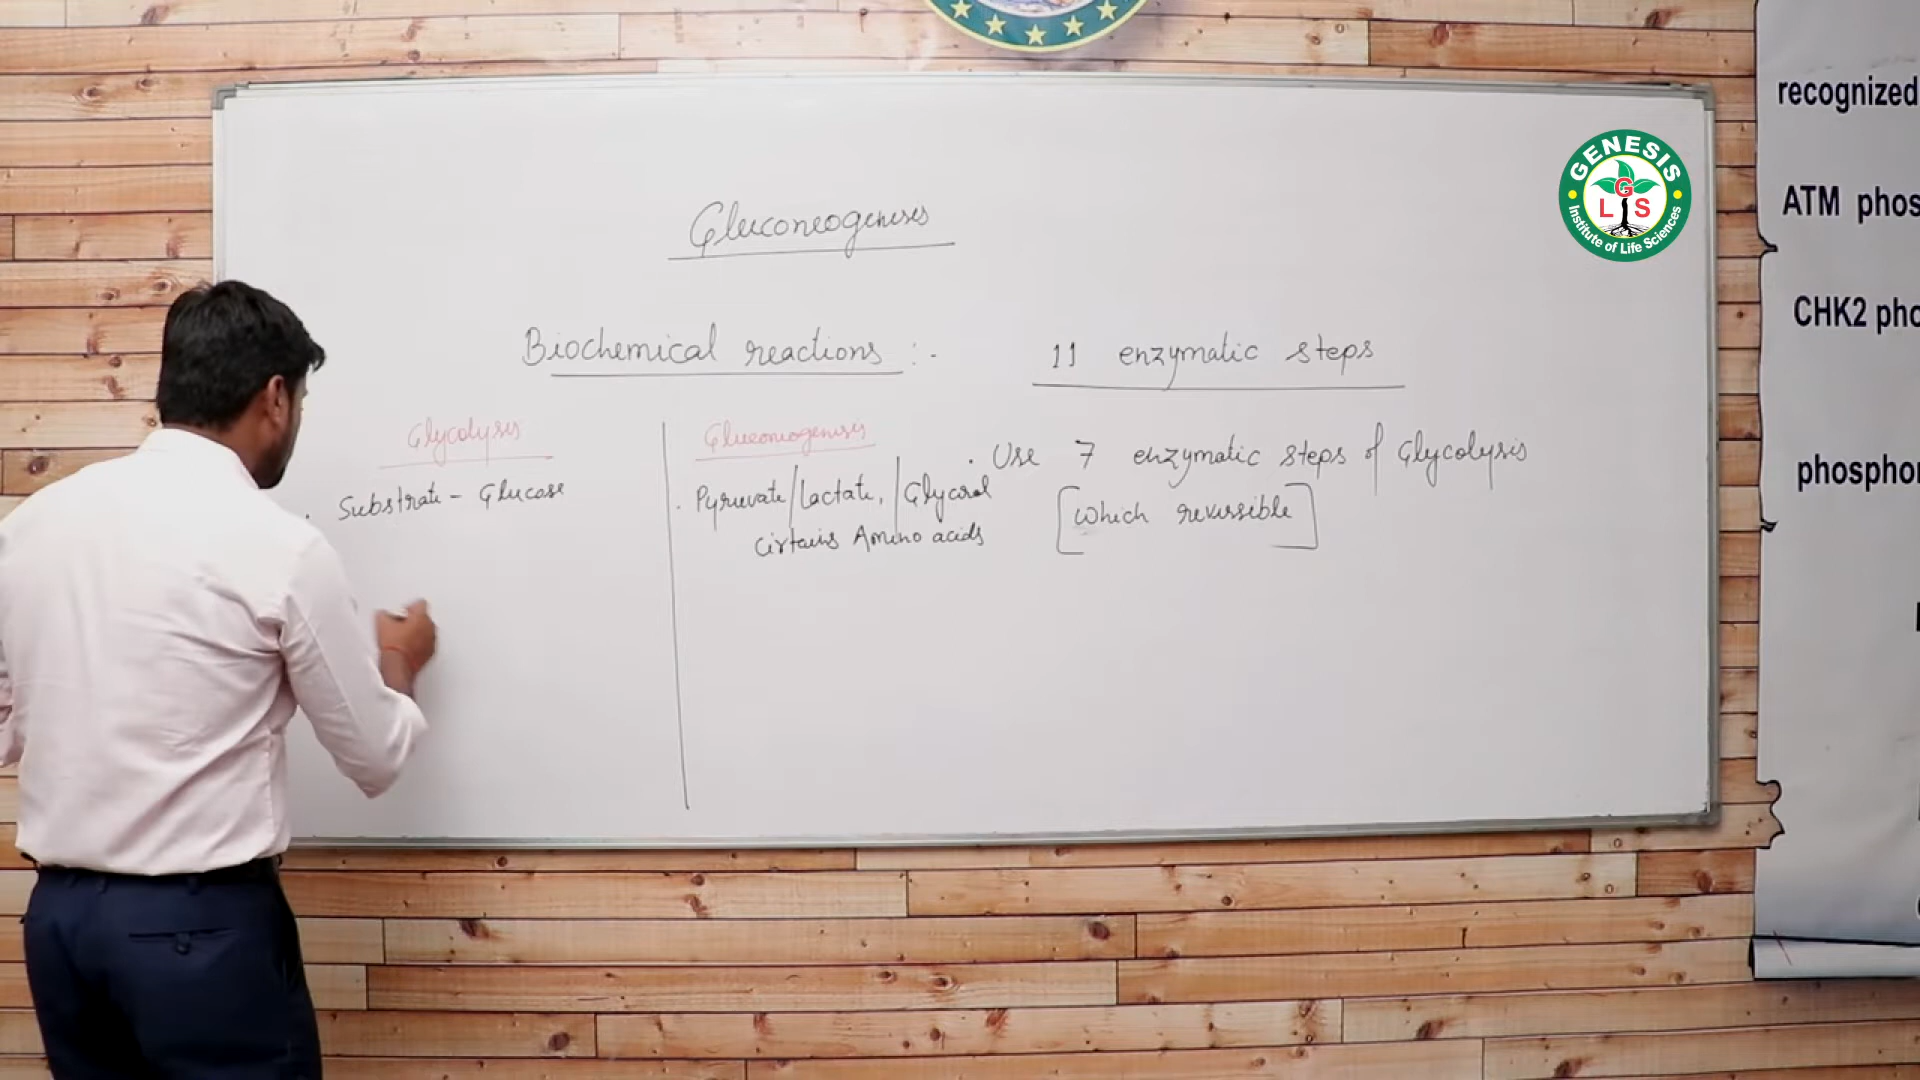 Gluconeogenesis
Biochemical reactions :- 11 enzymatic steps
Glycolysis
Gluconeogenesis
. Substrate - Glucose
. Pyruvate/Lactate, /Glycerol
certains Amino acids
. Use 7 enzymatic steps of Glycolysis
[which reversible]
GENESIS
LGS
Institute of Life Sciences
recognized
ATM phos
CHK2 pho
phosphor